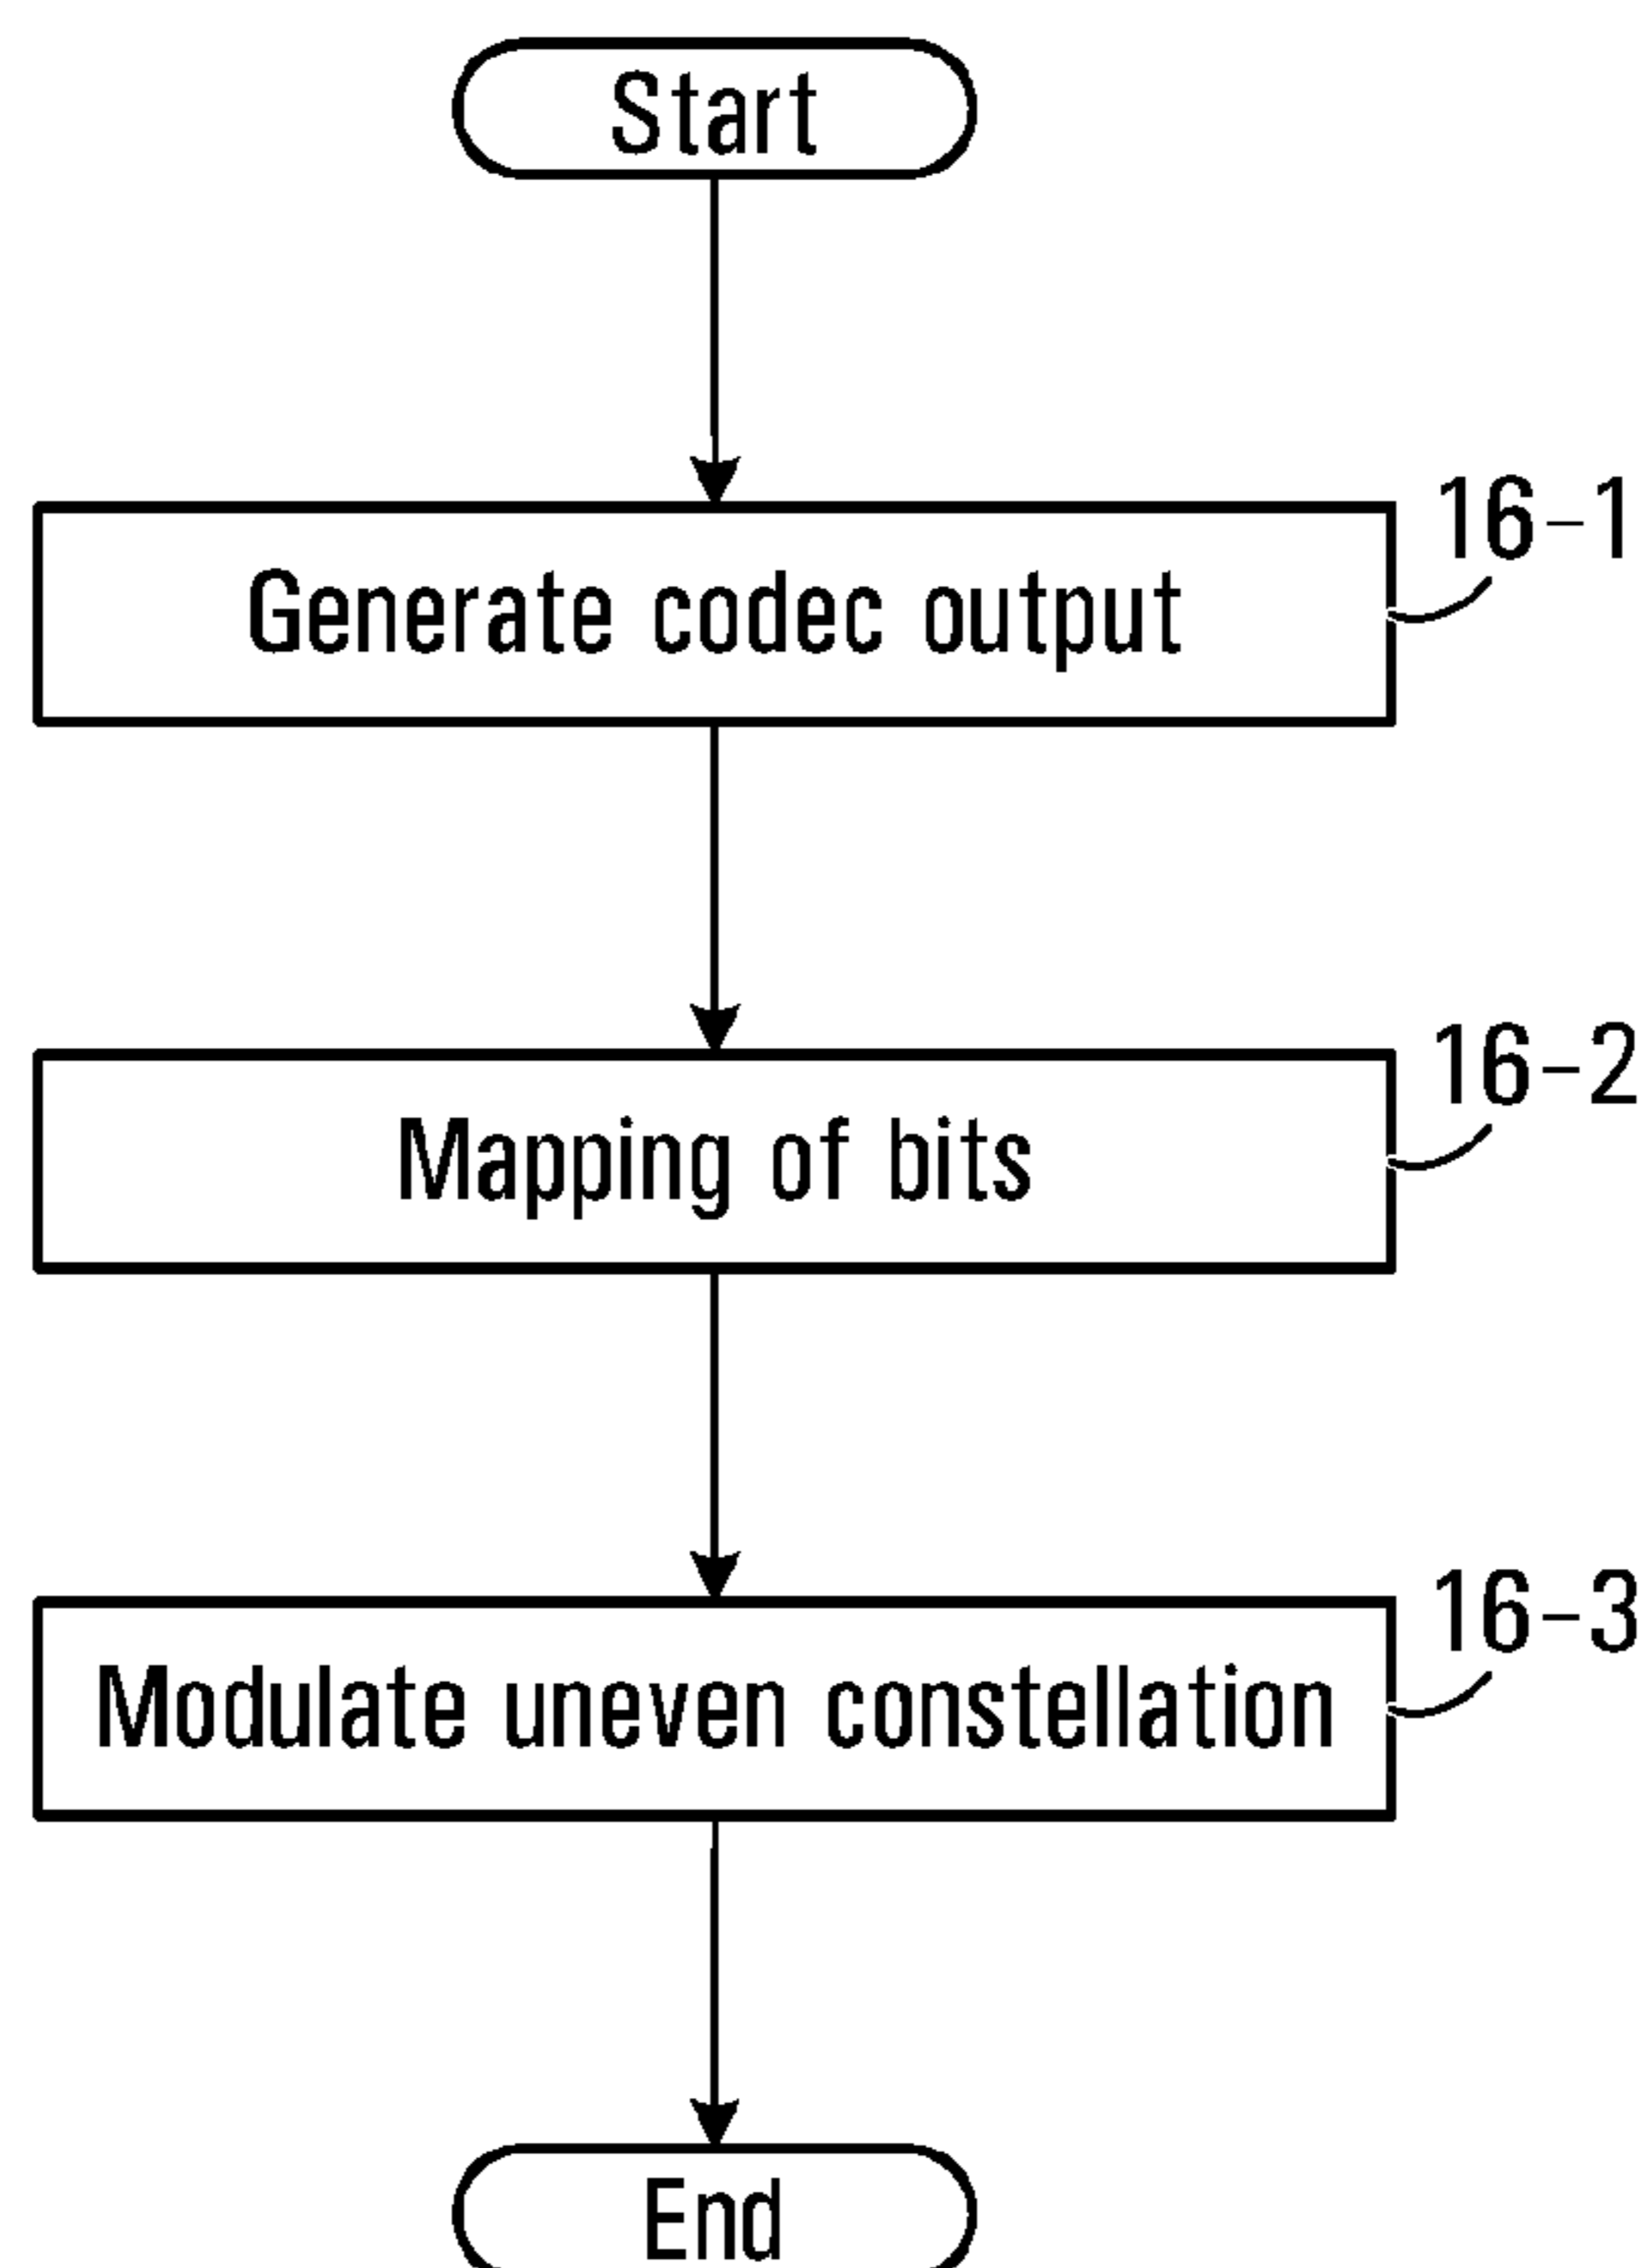 Start
16-1
Generate codec output
16-2
Mapping of bits
16-3
Modulate uneven constellation
End